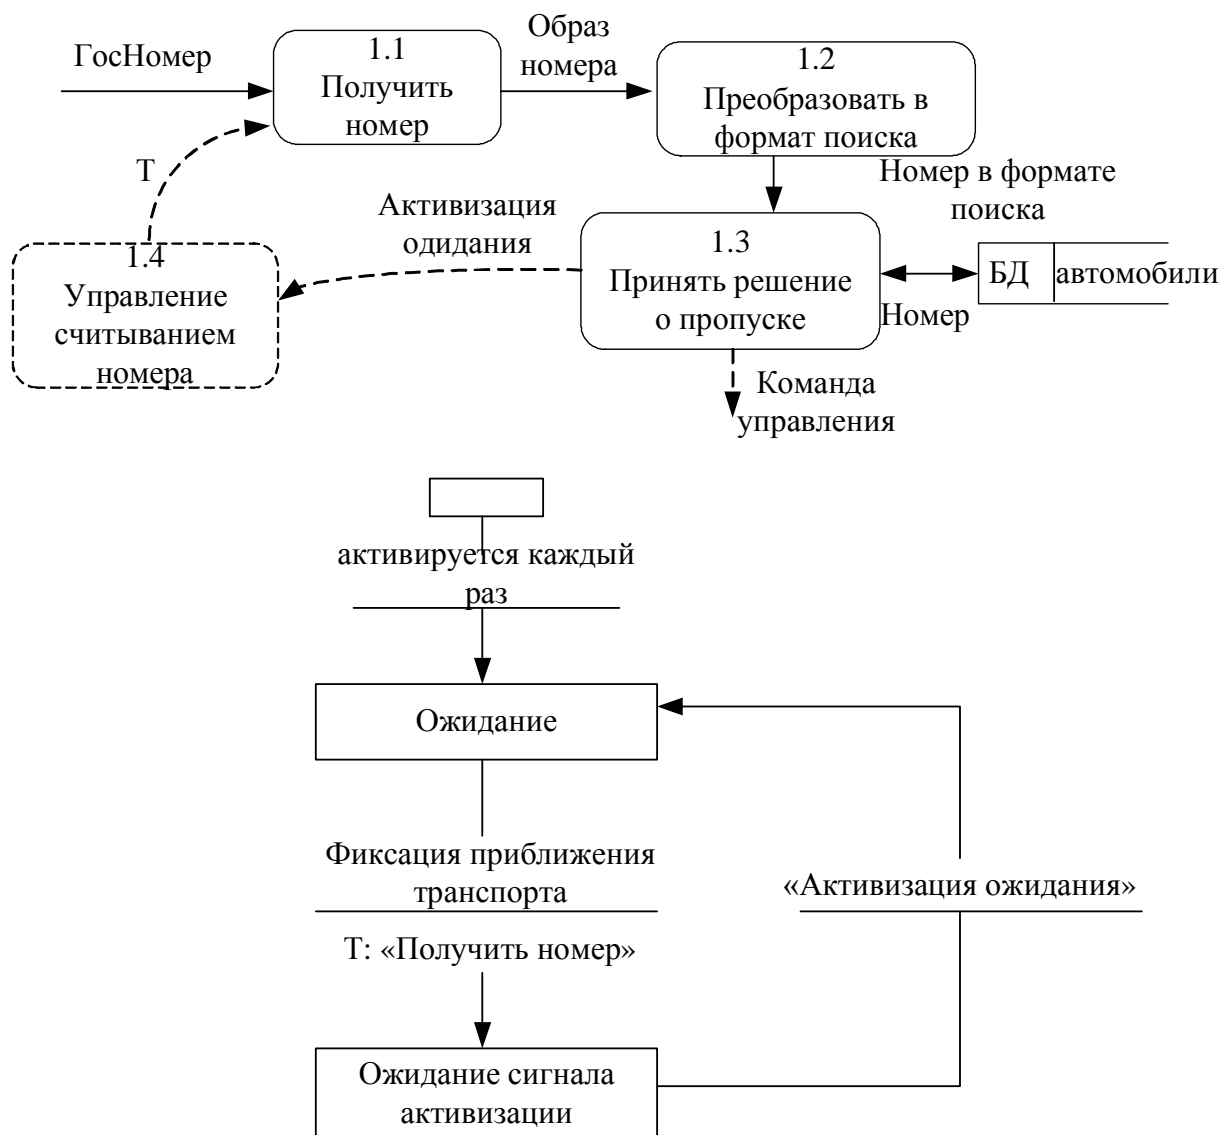 ГосНомер
1.1
Получить
номер
Образ
номера
1.2
Преобразовать в
формат поиска
Т
Номер в формате
поиска
Активизация
одидания
1.3
Принять решение
о пропуске
БД
автомобили
Номер
1.4
Управление
считыванием
номера
Команда
управления
активируется каждый
раз
Ожидание
Фиксация приближения
транспорта
«Активизация ожидания»
Т: «Получить номер»
Ожидание сигнала
активизации